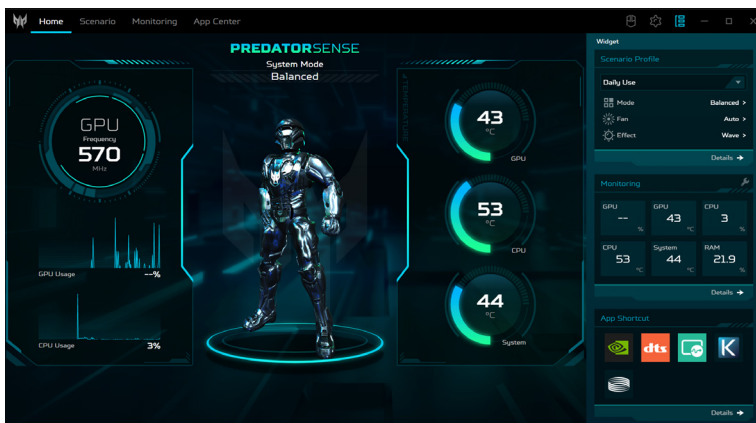 Home Scenario Monitoring App Center
PREDATORSENSE
System Mode
Balanced
GPU
Frequency
570
MHz
GPU Usage --%
CPU Usage 3%
TEMPERATURE
43
°C
GPU
53
°C
CPU
44
°C
System
Widget
Scenario Profile
Daily Use
Mode Balanced >
Fan Auto >
Effect Wave >
Details →
Monitoring
GPU GPU CPU
-- 43 3
% °C %
CPU System RAM
53 44 21.9
°C °C %
Details →
App Shortcut
dts
K
Details →